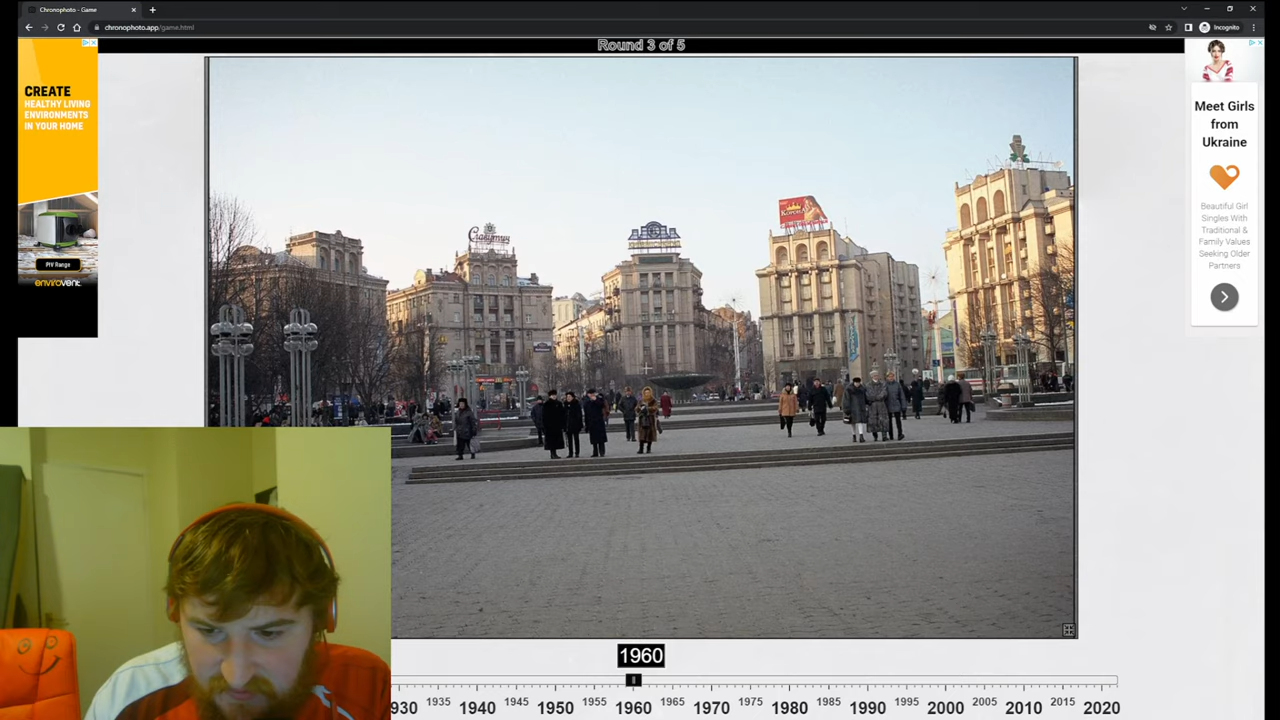 Chronophoto - Game
chronophoto.app/game.html
Incognito
Round 3 of 5
CREATE
HEALTHY LIVING
ENVIRONMENTS
IN YOUR HOME
PIV Range
envirovent
Meet Girls
from
Ukraine
Beautiful Girl
Singles With
Traditional &
Family Values
Seeking Older
Partners
Славутич
1960
930 1935 1940 1945 1950 1955 1960 1965 1970 1975 1980 1985 1990 1995 2000 2005 2010 2015 2020